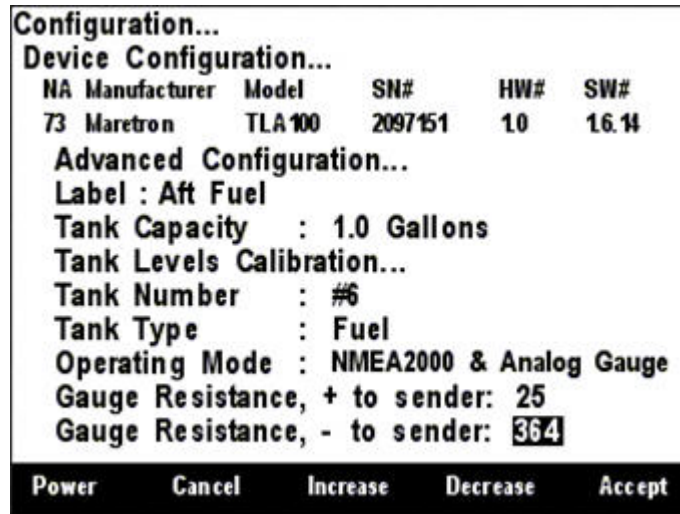 Configuration...
Device Configuration...
NA Manufacturer Model SN# HW# SW#
73 Maretron TLA100 2097151 1.0 1.6.14
Advanced Configuration...
Label : Aft Fuel
Tank Capacity : 1.0 Gallons
Tank Levels Calibration...
Tank Number : #6
Tank Type : Fuel
Operating Mode : NMEA2000 & Analog Gauge
Gauge Resistance, + to sender: 25
Gauge Resistance, - to sender: 364
Power Cancel Increase Decrease Accept